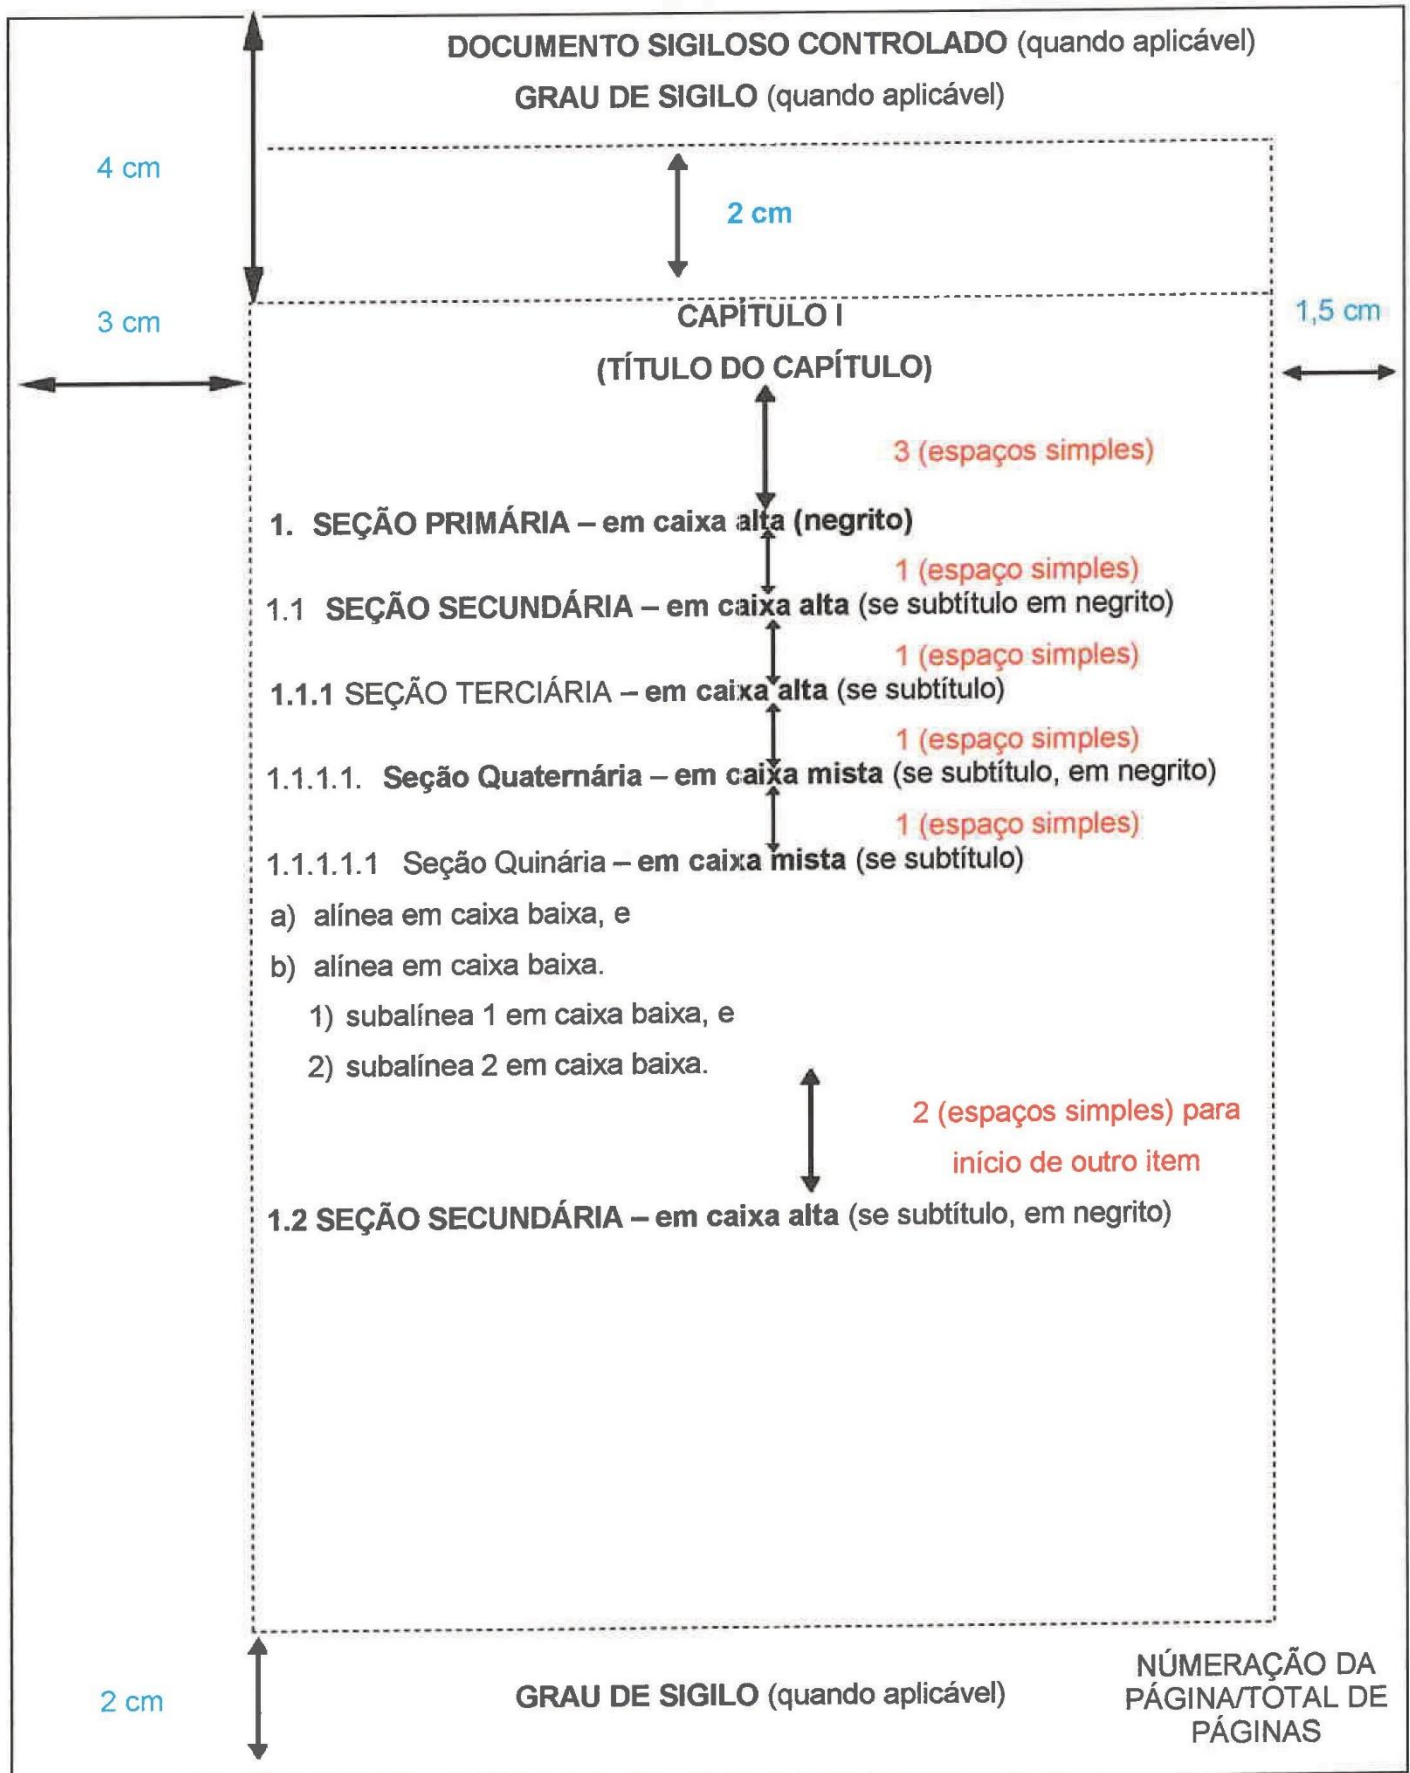 DOCUMENTO SIGILOSO CONTROLADO (quando aplicável)
GRAU DE SIGILO (quando aplicável)
4 cm
2 cm
3 cm
CAPÍTULO I
1,5 cm
(TÍTULO DO CAPÍTULO)
3 (espaços simples)
1. SEÇÃO PRIMÁRIA – em caixa alta (negrito)
1 (espaço simples)
1.1 SEÇÃO SECUNDÁRIA – em caixa alta (se subtítulo em negrito)
1 (espaço simples)
1.1.1 SEÇÃO TERCIÁRIA – em caixa alta (se subtítulo)
1 (espaço simples)
1.1.1.1. Seção Quaternária – em caixa mista (se subtítulo, em negrito)
1 (espaço simples)
1.1.1.1.1 Seção Quinária – em caixa mista (se subtítulo)
a) alínea em caixa baixa, e
b) alínea em caixa baixa.
1) subalínea 1 em caixa baixa, e
2) subalínea 2 em caixa baixa.
2 (espaços simples) para
início de outro item
1.2 SEÇÃO SECUNDÁRIA – em caixa alta (se subtítulo, em negrito)
2 cm
GRAU DE SIGILO (quando aplicável)
NÚMERAÇÃO DA
PÁGINA/TOTAL DE
PÁGINAS